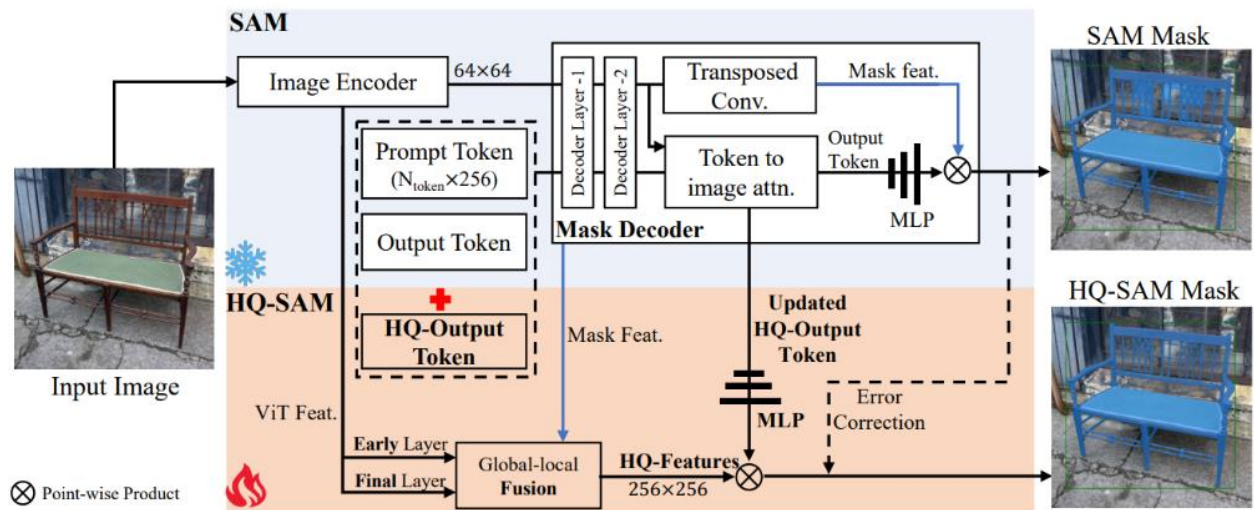 SAM
Image Encoder
64×64
Prompt Token
(N_token×256)
Output Token
HQ-Output
Token
Decoder Layer -1
Decoder Layer -2
Transposed
Conv.
Mask feat.
Token to
image attn.
Output
Token
MLP
Mask Decoder
SAM Mask
HQ-SAM
Input Image
ViT Feat.
Mask Feat.
Updated
HQ-Output
Token
MLP
Error
Correction
HQ-SAM Mask
Early Layer
Final Layer
Global-local
Fusion
HQ-Features
256×256
Point-wise Product